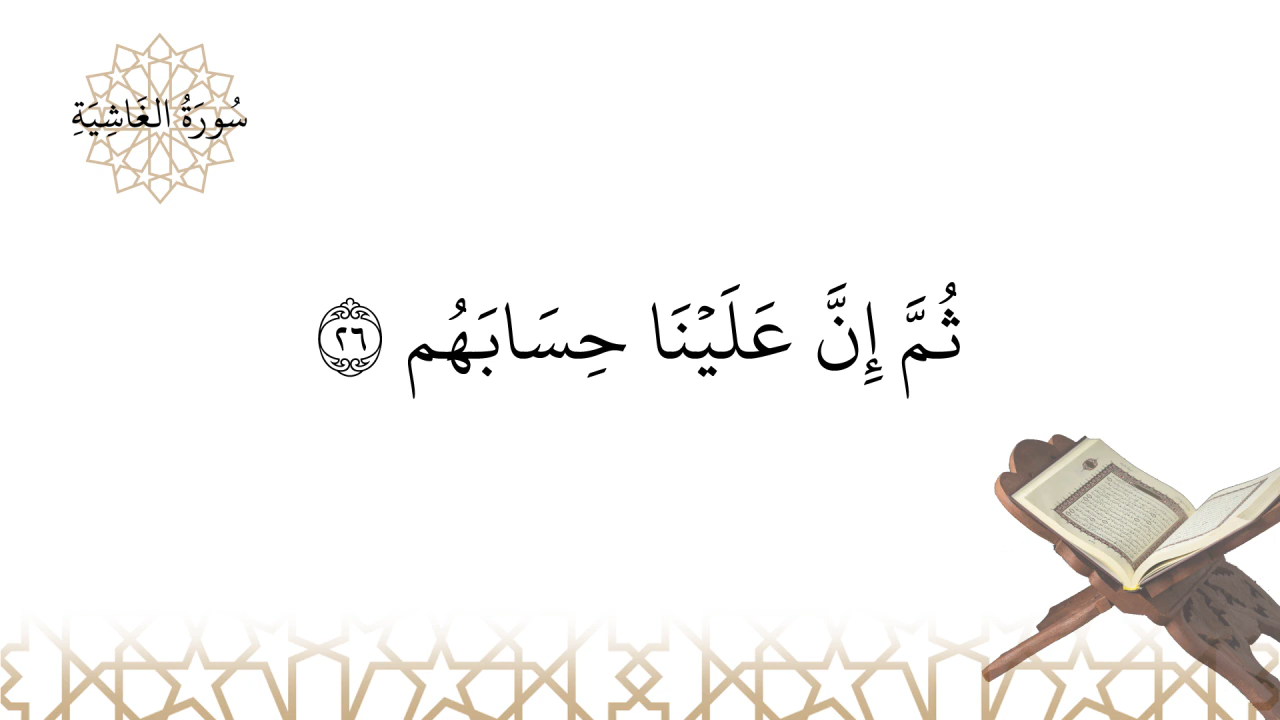 سُورَةُ الغَاشِيَةِ
ثُمَّ إِنَّ عَلَيۡنَا حِسَابَهُم ٢٦